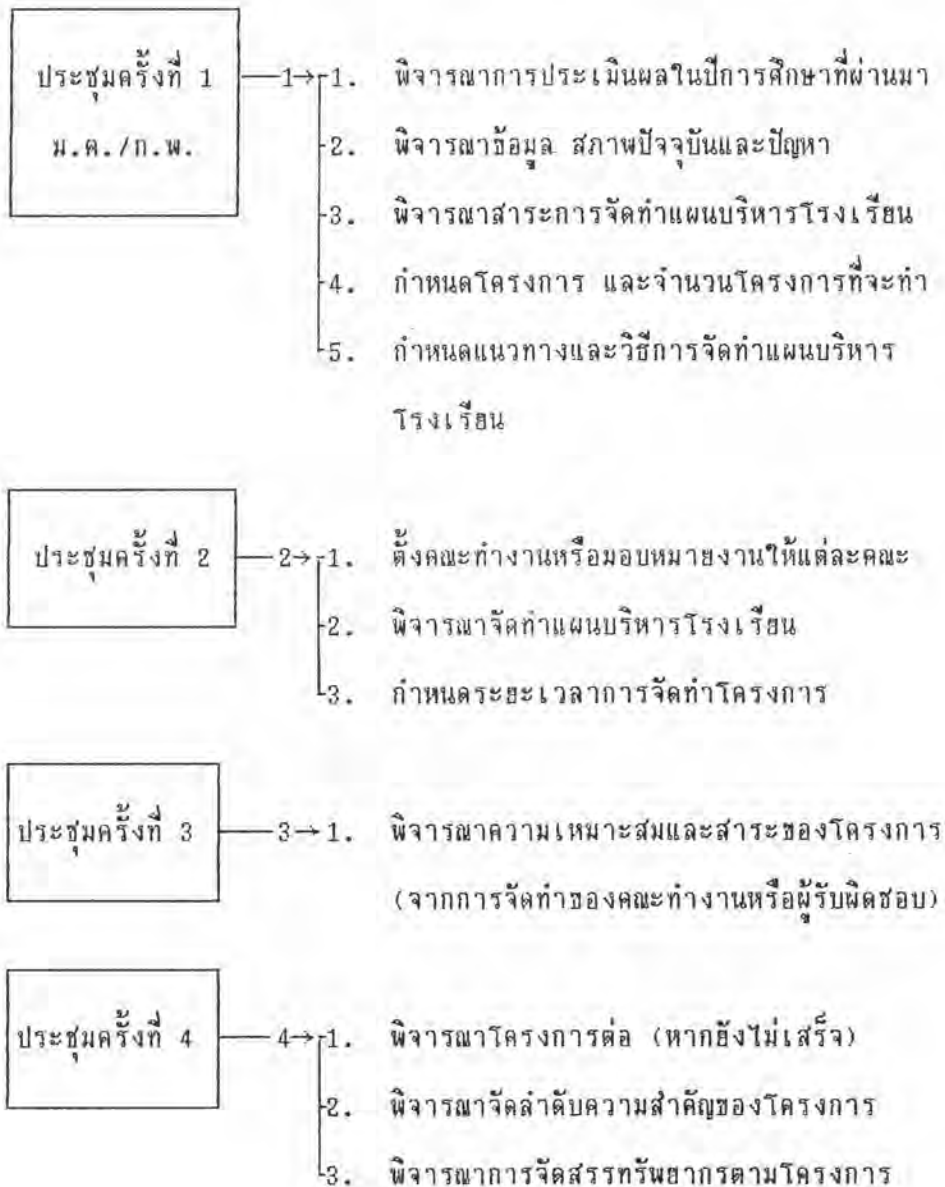 ประชุมครั้งที่ 1 1 1. พิจารณาการประเมินผลในปีการศึกษาที่ผ่านมา
ม.ค./ก.พ. 2. พิจารณาข้อมูล สภาพปัจจุบันและปัญหา
3. พิจารณาสาระการจัดทำแผนบริหารโรงเรียน
4. กำหนดโครงการ และจำนวนโครงการที่จะทำ
5. กำหนดแนวทางและวิธีการจัดทำแผนบริหาร
โรงเรียน
ประชุมครั้งที่ 2 2 1. ตั้งคณะทำงานหรือมอบหมายงานให้แต่ละคณะ
2. พิจารณาจัดทำแผนบริหารโรงเรียน
3. กำหนดระยะเวลาการจัดทำโครงการ
ประชุมครั้งที่ 3 3 1. พิจารณาความเหมาะสมและสาระของโครงการ
(จากการจัดทำของคณะทำงานหรือผู้รับผิดชอบ)
ประชุมครั้งที่ 4 4 1. พิจารณาโครงการต่อ (หากยังไม่เสร็จ)
2. พิจารณาจัดลำดับความสำคัญของโครงการ
3. พิจารณาการจัดสรรทรัพยากรตามโครงการ